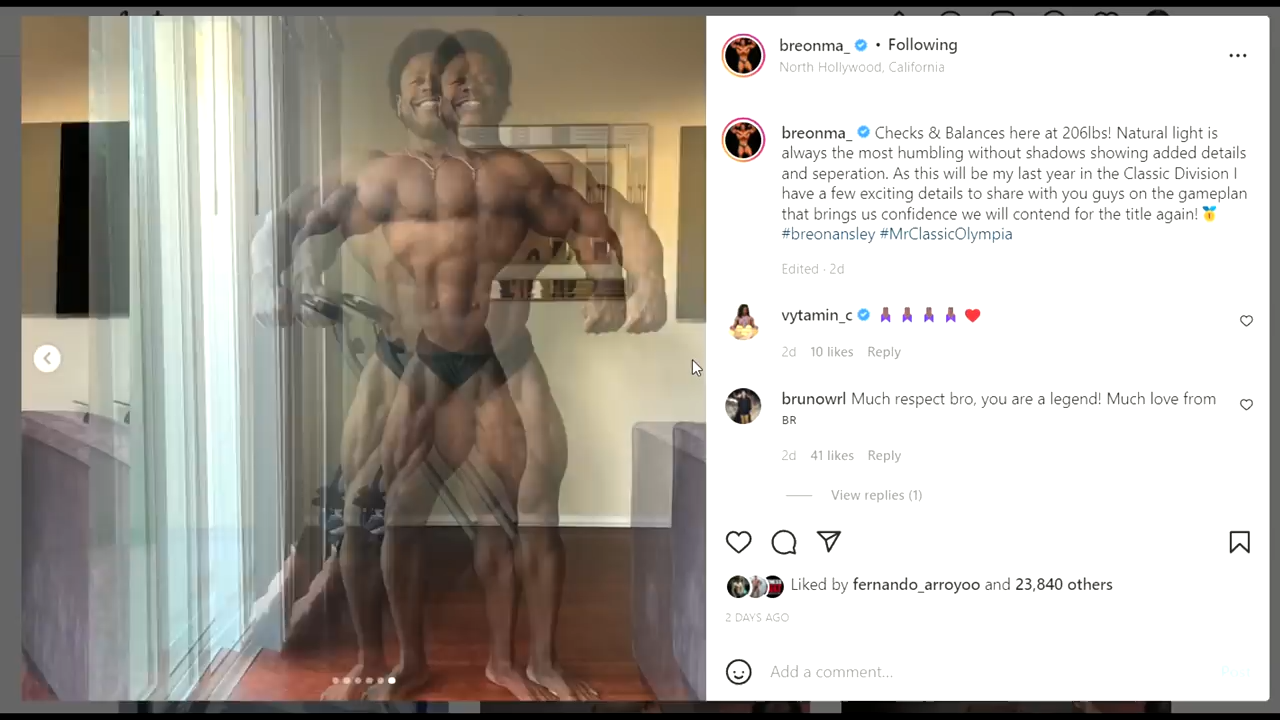 breonma_ • Following
North Hollywood, California
breonma_ Checks & Balances here at 206lbs! Natural light is
always the most humbling without shadows showing added details
and seperation. As this will be my last year in the Classic Division I
have a few exciting details to share with you guys on the gameplan
that brings us confidence we will contend for the title again!🥇
#breonansley #MrClassicOlympia
Edited · 2d
vytamin_c
2d 10 likes Reply
brunowrl Much respect bro, you are a legend! Much love from
BR
2d 41 likes Reply
View replies (1)
Liked by fernando_arroyoo and 23,840 others
2 DAYS AGO
Add a comment...
Post